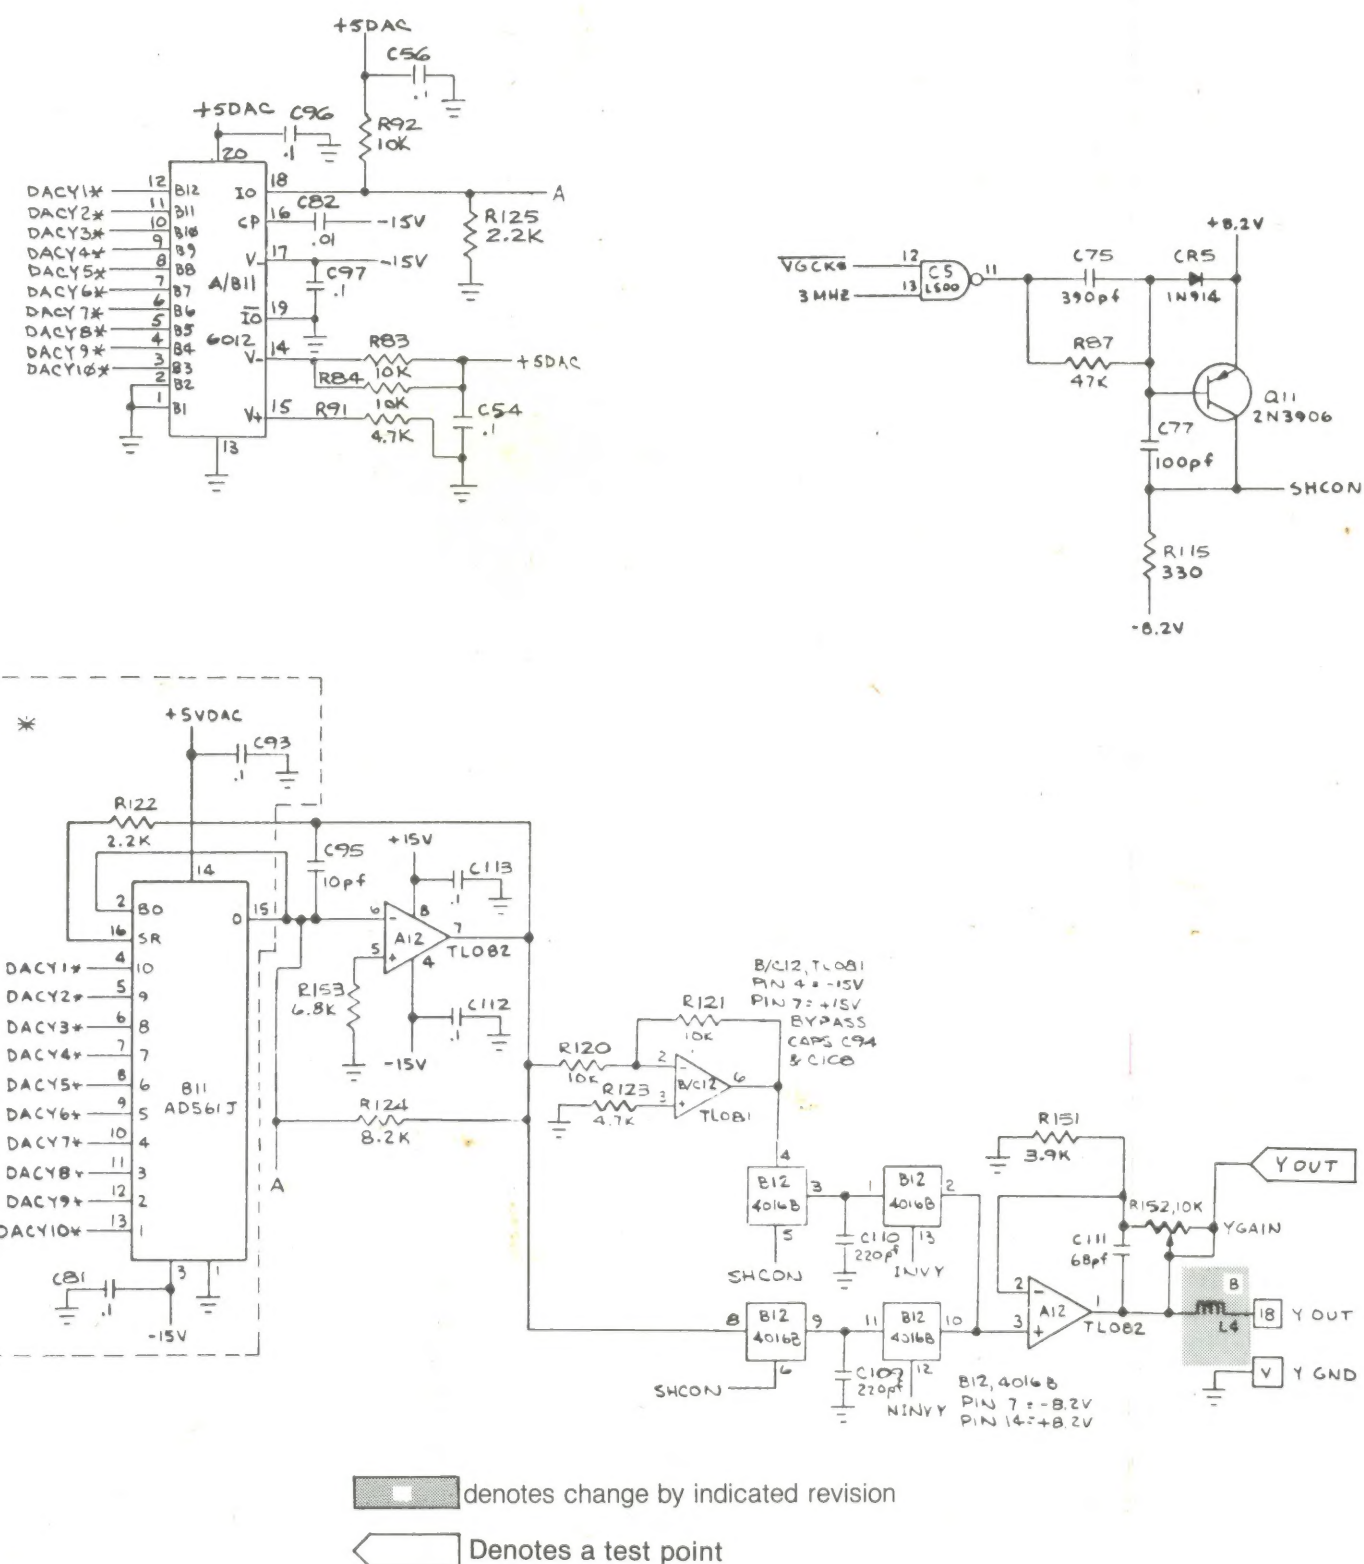 +5DAC
C56
.1
+5DAC
C96
.1
R92
10K
20
DACY1*
12
B12
IO
18
A
DACY2*
11
B11
CP
16
C82
.01
-15V
DACY3*
10
B10
DACY4*
9
B9
V-
17
-15V
DACY5*
8
B8
C97
.1
DACY6*
7
B7
A/B11
DACY7*
6
B6
IO
19
DACY8*
5
B5
6012
DACY9*
4
B4
V-
14
R83
10K
+5DAC
DACY10*
3
B3
2
B2
R84
10K
1
B1
V+
15
R91
4.7K
C54
.1
13
R125
2.2K
+8.2V
VGCK*
12
C5
LS00
11
C75
390pf
CR5
1N914
3MHZ
13
R87
47K
Q11
2N3906
C77
100pf
SHCON
R115
330
-8.2V
*
+5VDAC
C93
.1
R122
2.2K
14
C95
10pf
+15V
C113
.1
2
BO
O
15
6
8
7
A12
TL082
16
SR
5
4
R153
6.8K
C112
.1
-15V
DACY1*
4
10
DACY2*
5
9
DACY3*
6
8
DACY4*
7
7
DACY5*
8
6
B11
AD561J
DACY6*
9
5
DACY7*
10
4
DACY8*
11
3
DACY9*
12
2
DACY10*
13
1
R124
8.2K
A
C81
.1
3
1
-15V
B/C12, TL081
PIN 4 = -15V
PIN 7 = +15V
BYPASS
CAPS C94
& C108
R121
10K
R120
10K
2
B/C12
6
R123
4.7K
3
TL081
4
B12
4016B
3
5
SHCON
C110
220pf
1
B12
4016B
2
13
INVY
8
B12
4016B
9
6
SHCON
C109
220pf
11
B12
4016B
10
12
NINVY
B12, 4016B
PIN 7 = -8.2V
PIN 14 = +8.2V
R151
3.9K
Y OUT
R152, 10K
YGAIN
C111
68pf
2
3
A12
1
TL082
B
L4
18
Y OUT
V
Y GND
denotes change by indicated revision
Denotes a test point